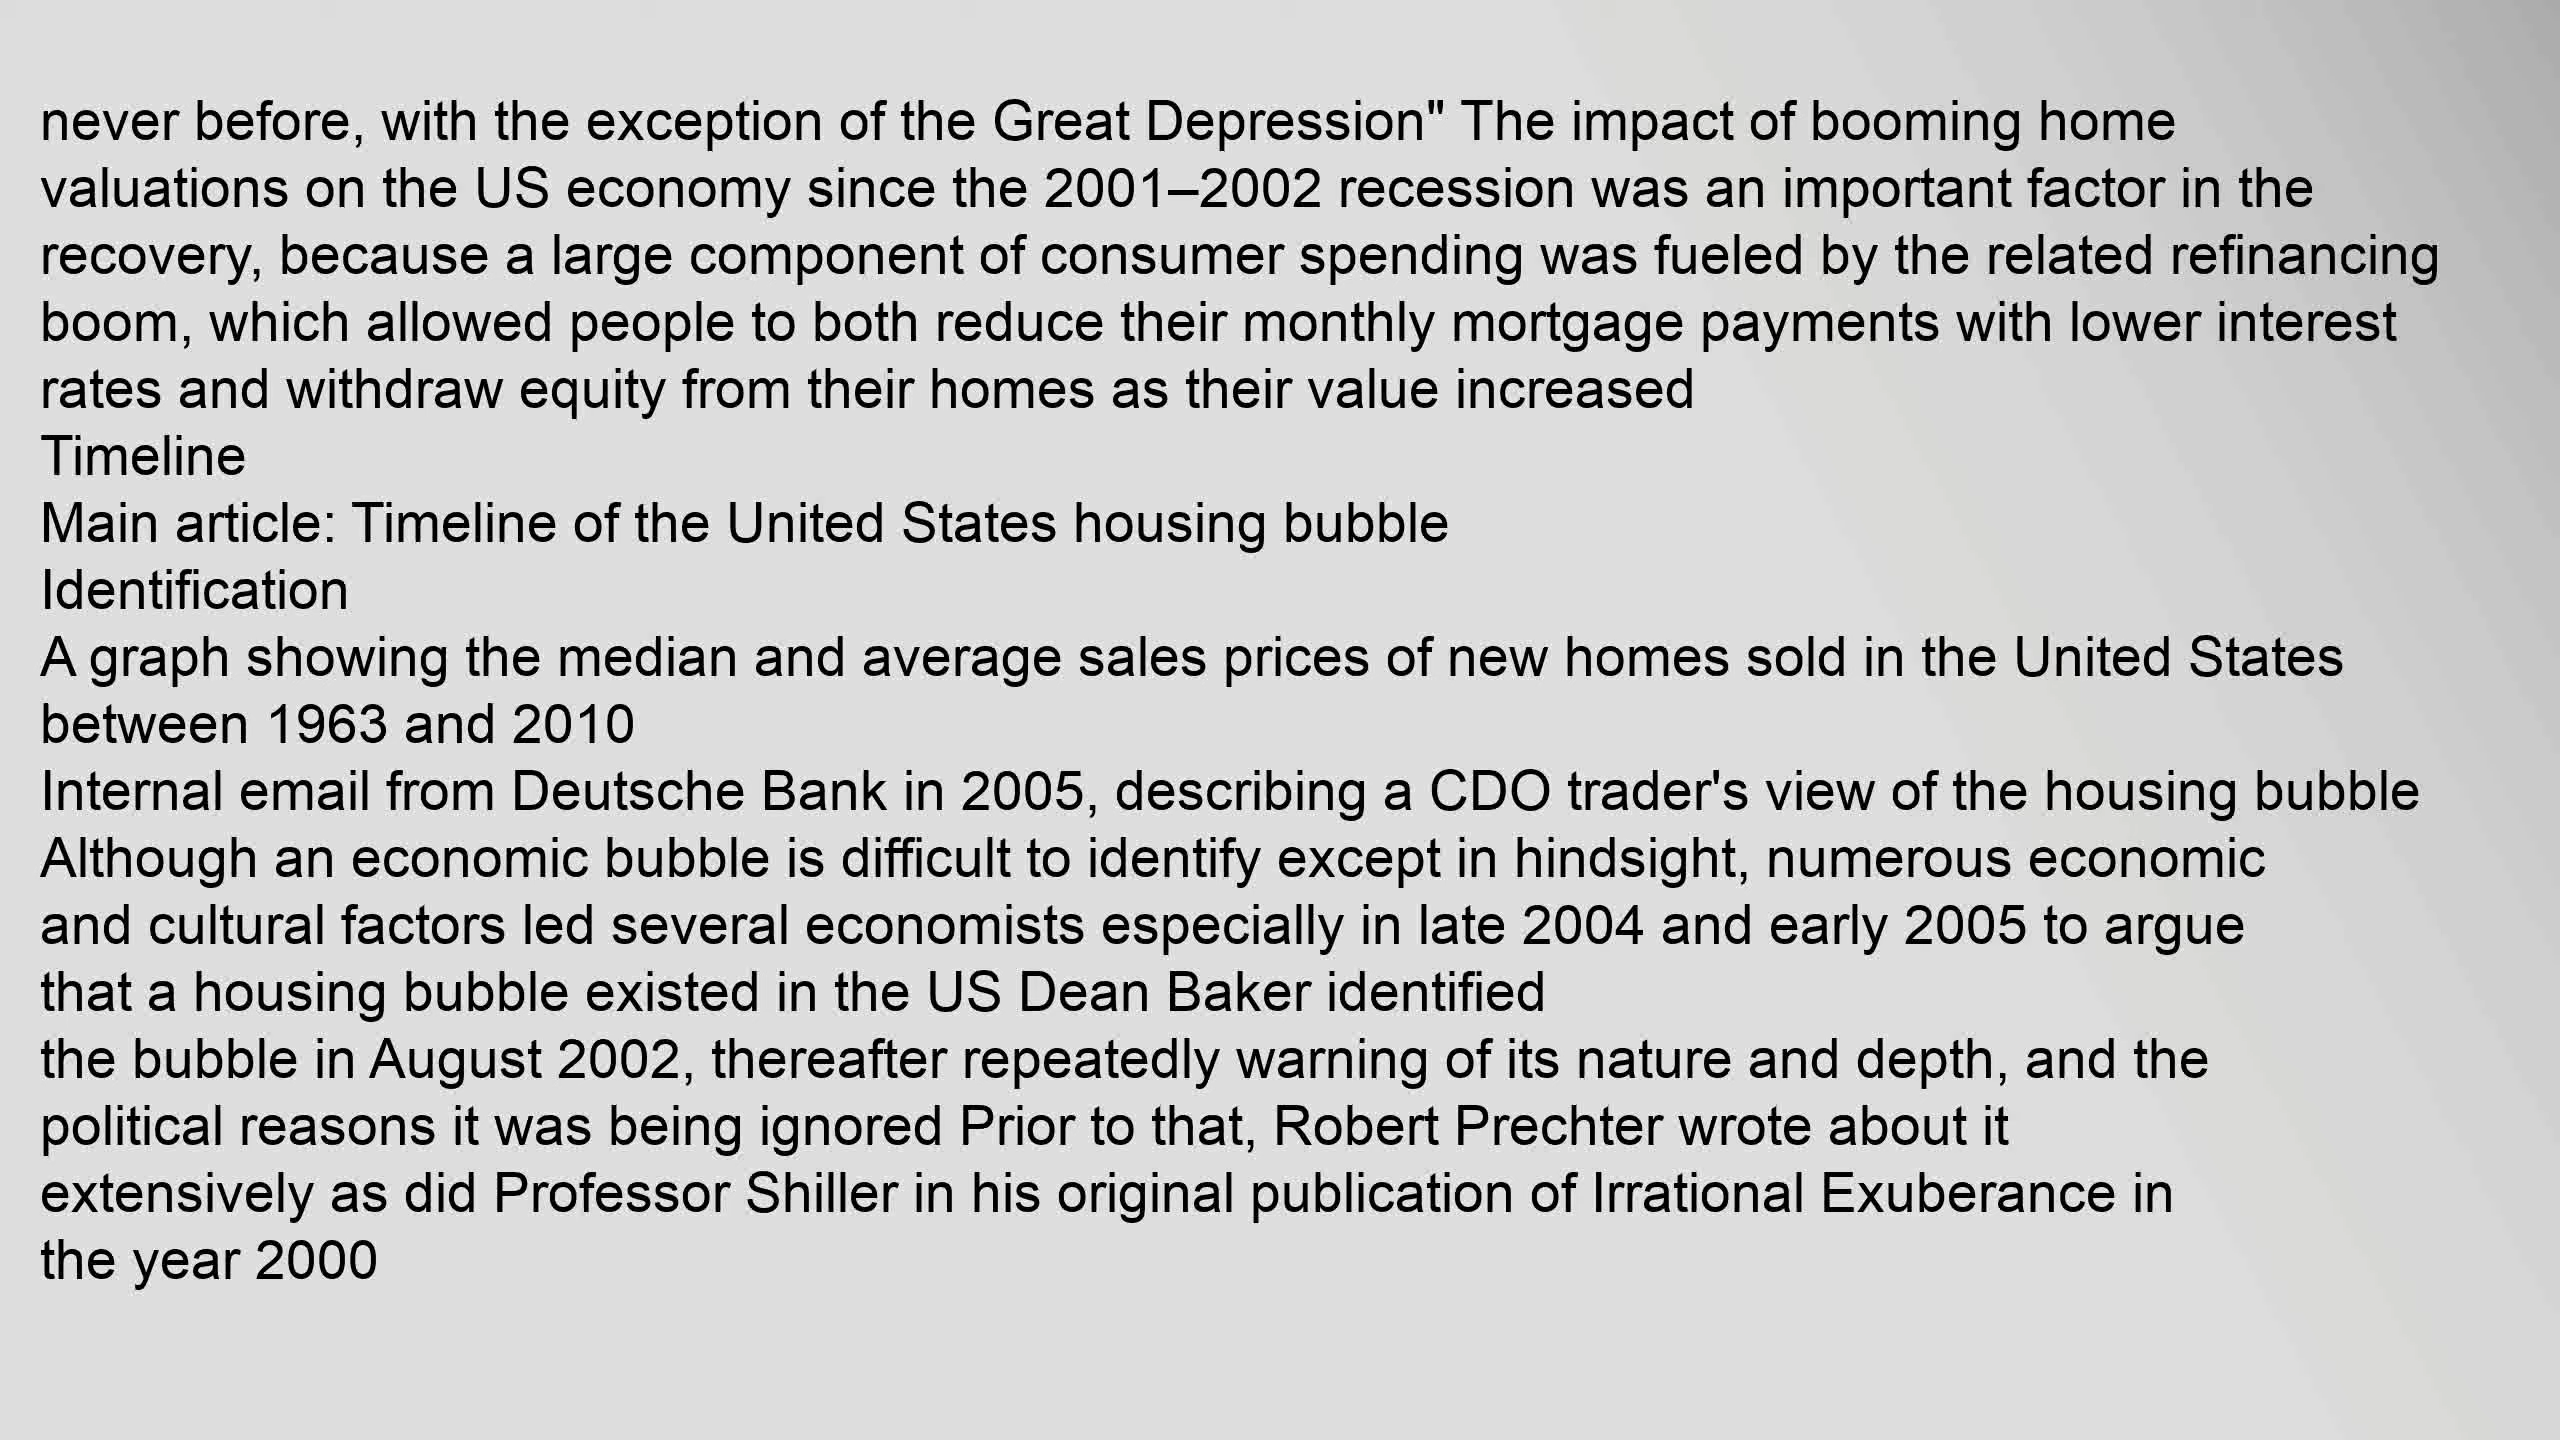 never before, with the exception of the Great Depression" The impact of booming home
valuations on the US economy since the 2001–2002 recession was an important factor in the
recovery, because a large component of consumer spending was fueled by the related refinancing
boom, which allowed people to both reduce their monthly mortgage payments with lower interest
rates and withdraw equity from their homes as their value increased
Timeline
Main article: Timeline of the United States housing bubble
Identification
A graph showing the median and average sales prices of new homes sold in the United States
between 1963 and 2010
Internal email from Deutsche Bank in 2005, describing a CDO trader's view of the housing bubble
Although an economic bubble is difficult to identify except in hindsight, numerous economic
and cultural factors led several economists especially in late 2004 and early 2005 to argue
that a housing bubble existed in the US Dean Baker identified
the bubble in August 2002, thereafter repeatedly warning of its nature and depth, and the
political reasons it was being ignored Prior to that, Robert Prechter wrote about it
extensively as did Professor Shiller in his original publication of Irrational Exuberance in
the year 2000